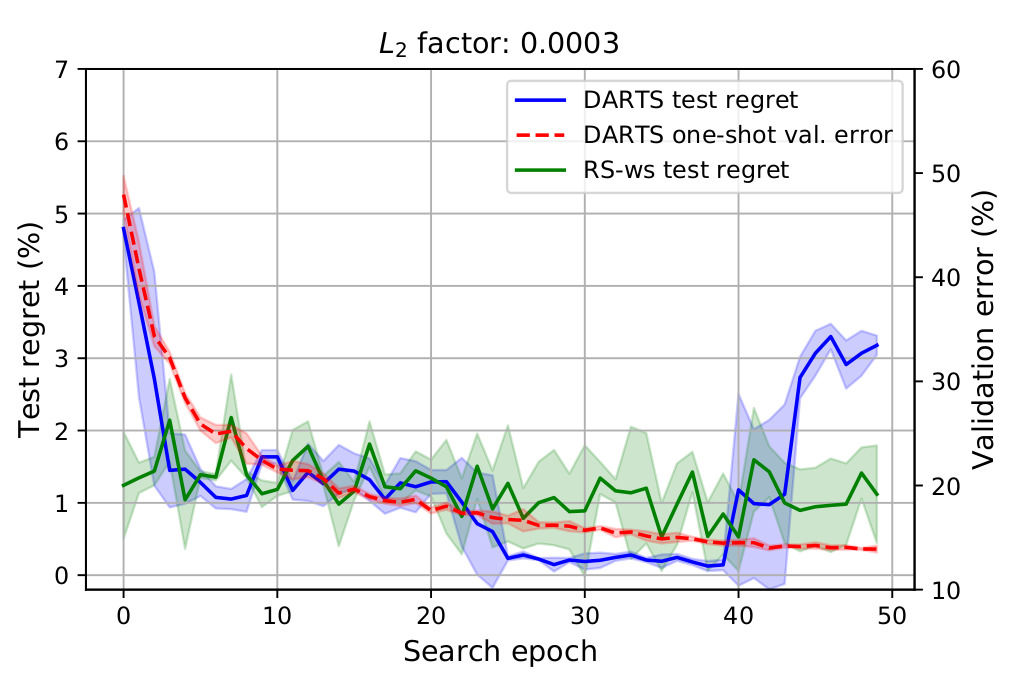 L₂ factor: 0.0003
7
6
5
4
3
2
1
0
Test regret (%)
DARTS test regret
DARTS one-shot val. error
RS-ws test regret
60
50
40
30
20
10
Validation error (%)
0 10 20 30 40 50
Search epoch